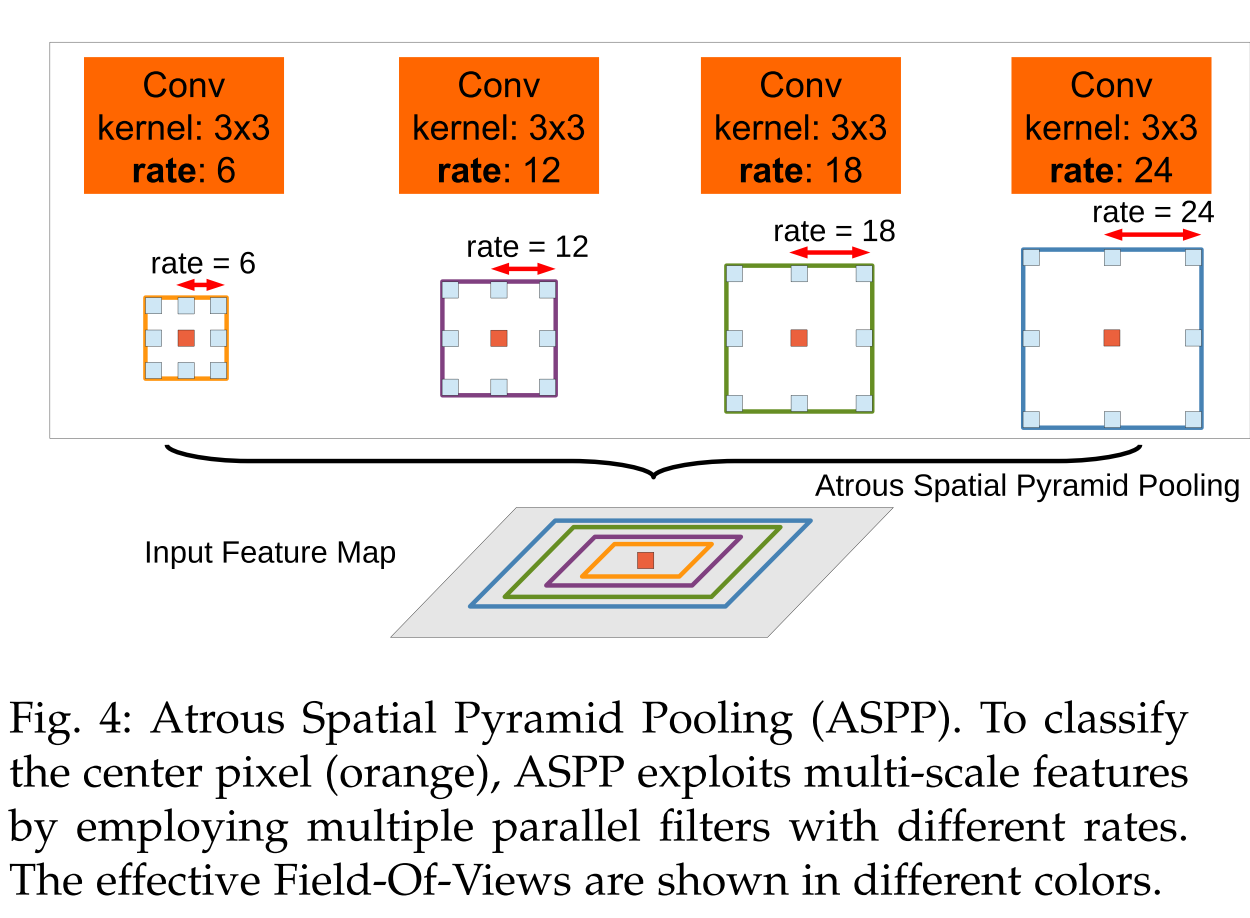 Conv
kernel: 3x3
rate: 6
Conv
kernel: 3x3
rate: 12
Conv
kernel: 3x3
rate: 18
Conv
kernel: 3x3
rate: 24
rate = 6
rate = 12
rate = 18
rate = 24
Atrous Spatial Pyramid Pooling
Input Feature Map
Fig. 4: Atrous Spatial Pyramid Pooling (ASPP). To classify
the center pixel (orange), ASPP exploits multi-scale features
by employing multiple parallel filters with different rates.
The effective Field-Of-Views are shown in different colors.